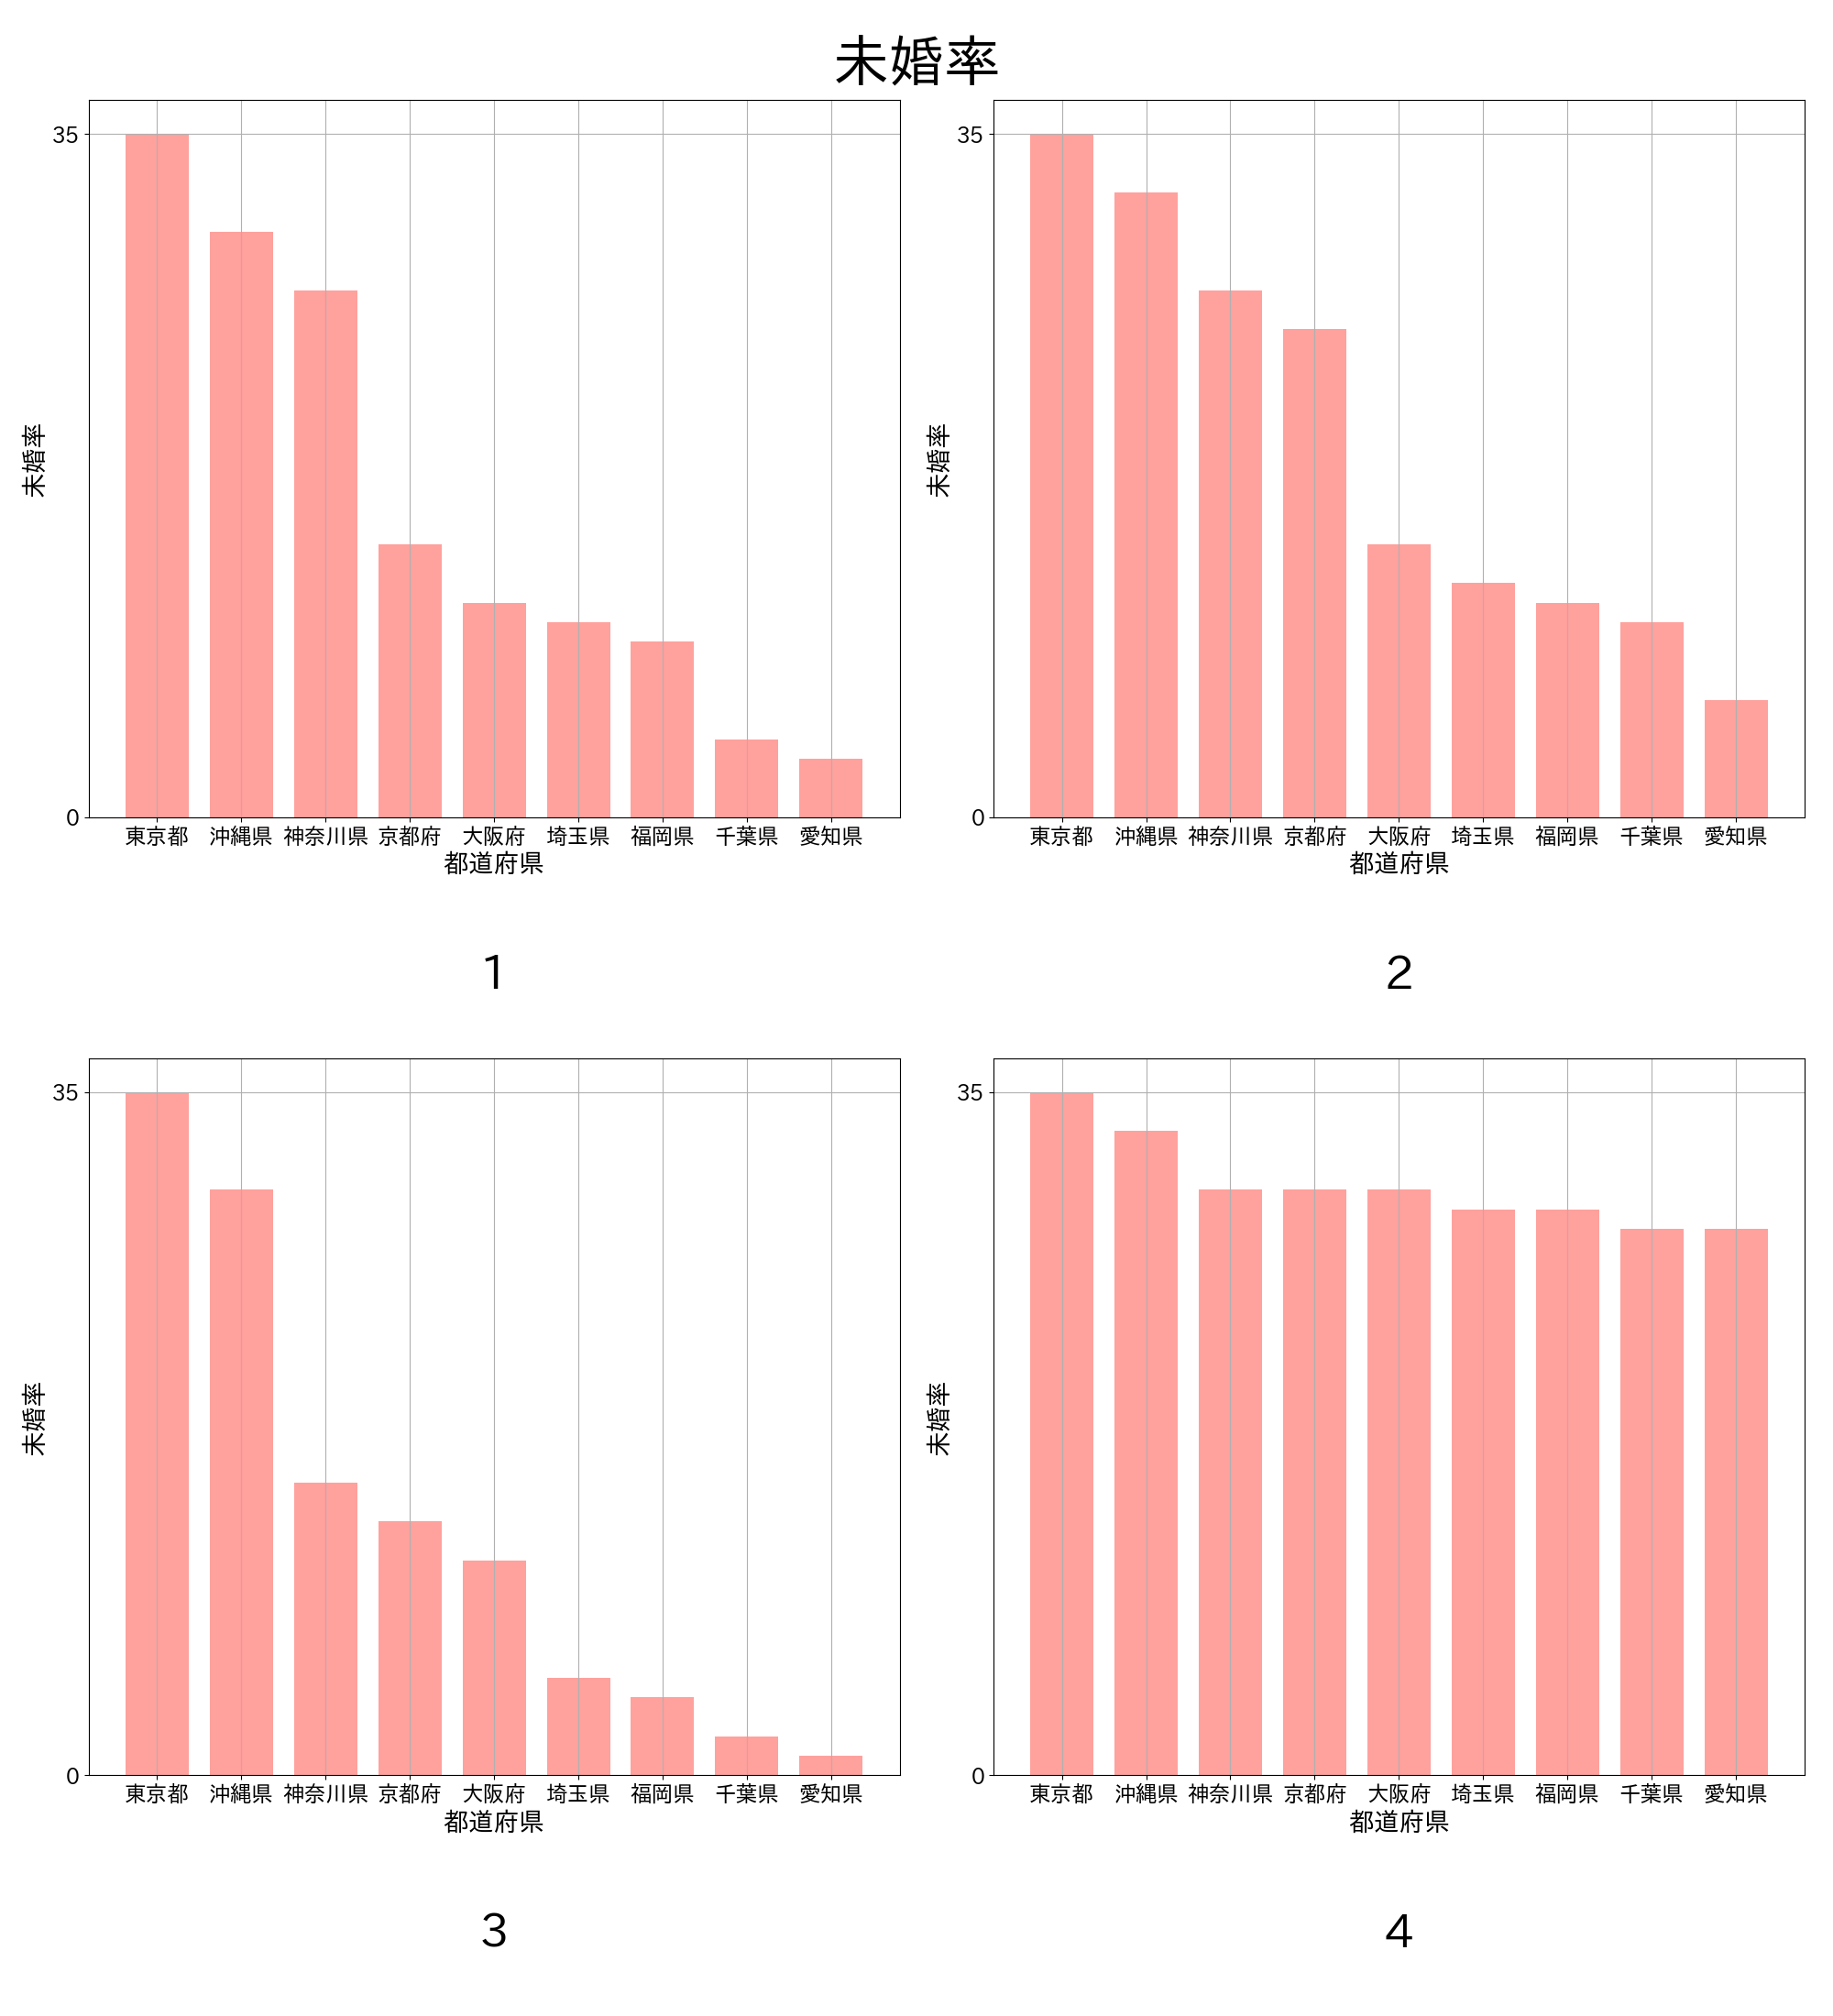 未婚率
35
0
未婚率
東京都 沖縄県 神奈川県 京都府 大阪府 埼玉県 福岡県 千葉県 愛知県
都道府県
1
35
0
未婚率
東京都 沖縄県 神奈川県 京都府 大阪府 埼玉県 福岡県 千葉県 愛知県
都道府県
2
35
0
未婚率
東京都 沖縄県 神奈川県 京都府 大阪府 埼玉県 福岡県 千葉県 愛知県
都道府県
3
35
0
未婚率
東京都 沖縄県 神奈川県 京都府 大阪府 埼玉県 福岡県 千葉県 愛知県
都道府県
4